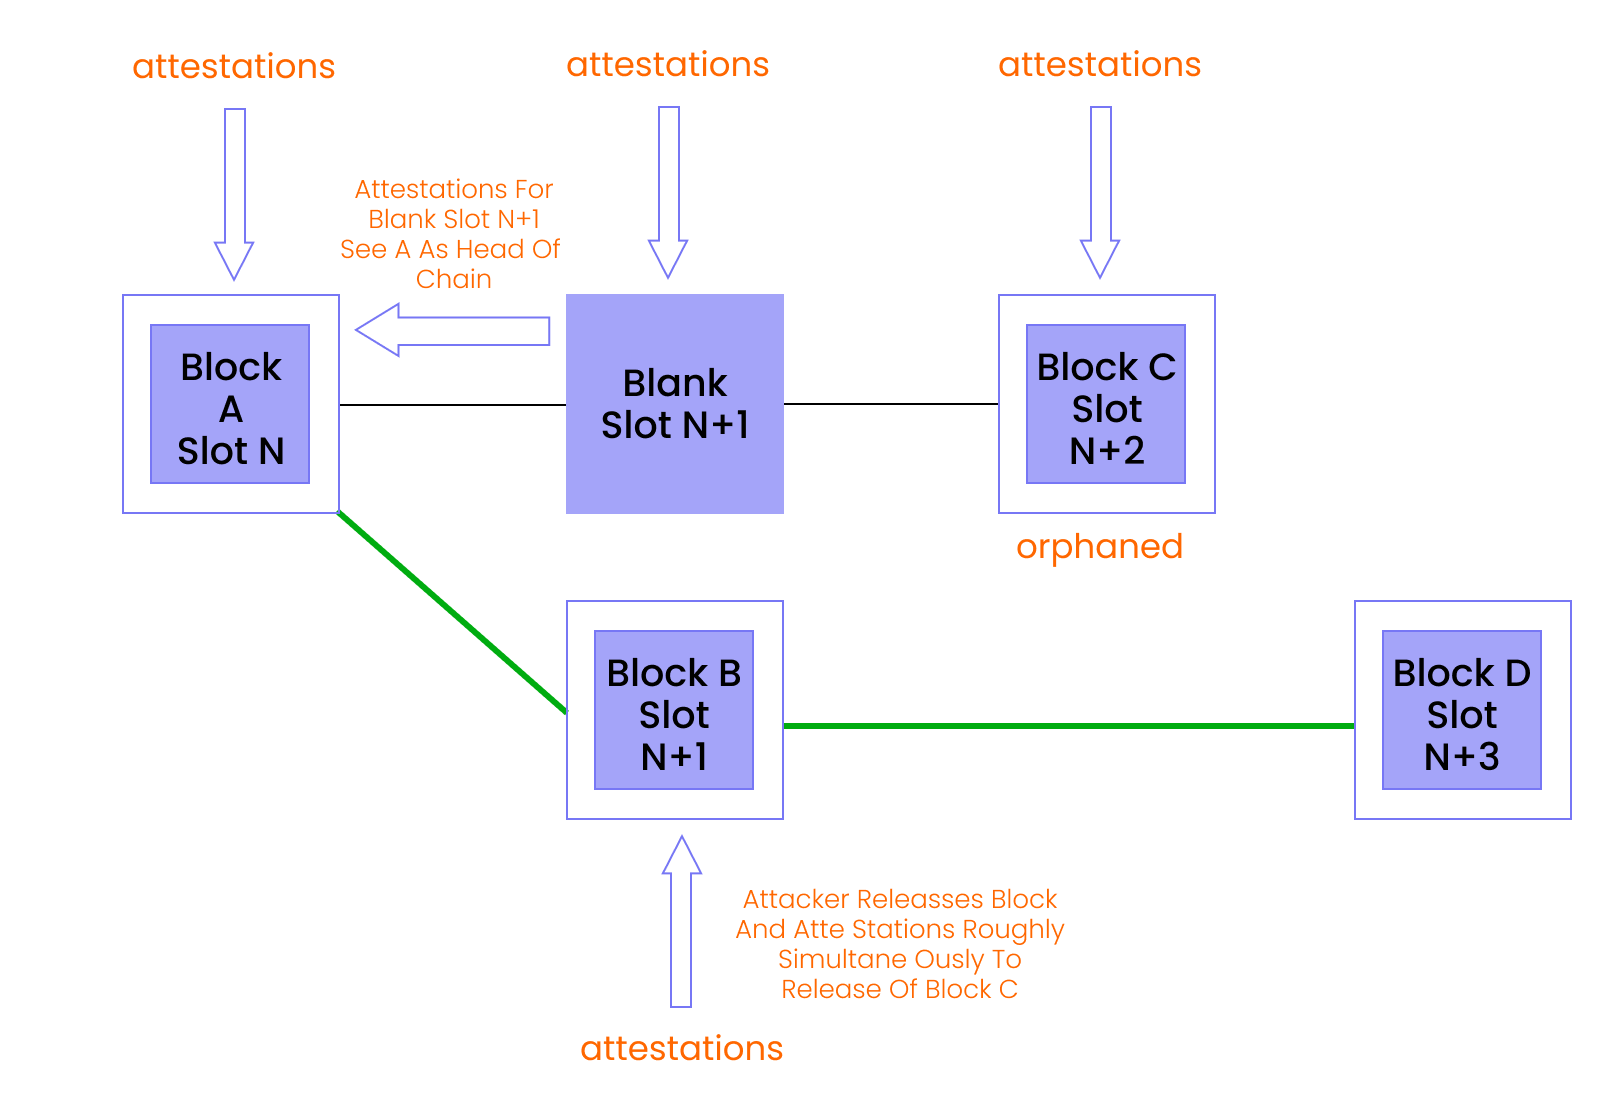 attestations
attestations
attestations
Attestations For
Blank Slot N+1
See A As Head Of
Chain
Block
A
Slot N
Blank
Slot N+1
Block C
Slot
N+2
orphaned
Block B
Slot
N+1
Block D
Slot
N+3
Attacker Releasses Block
And Atte Stations Roughly
Simultane Ously To
Release Of Block C
attestations